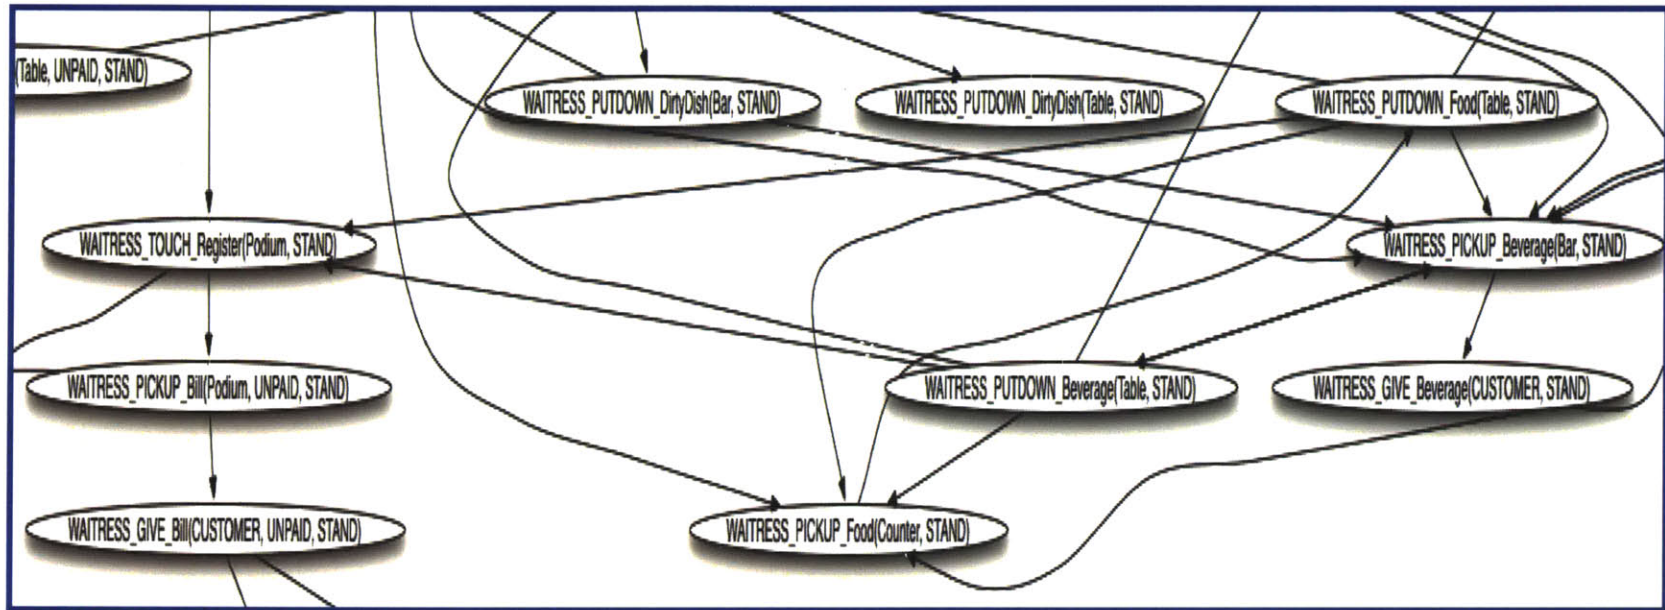 (Table, UNPAID, STAND)
WAITRESS_PUTDOWN_DirtyDish(Bar, STAND)
WAITRESS_PUTDOWN_DirtyDish(Table, STAND)
WAITRESS_PUTDOWN_Food(Table, STAND)
WAITRESS_TOUCH_Register(Podium, STAND)
WAITRESS_PICKUP_Beverage(Bar, STAND)
WAITRESS_PICKUP_Bill(Podium, UNPAID, STAND)
WAITRESS_PUTDOWN_Beverage(Table, STAND)
WAITRESS_GIVE_Beverage(CUSTOMER, STAND)
WAITRESS_GIVE_Bill(CUSTOMER, UNPAID, STAND)
WAITRESS_PICKUP_Food(Counter, STAND)